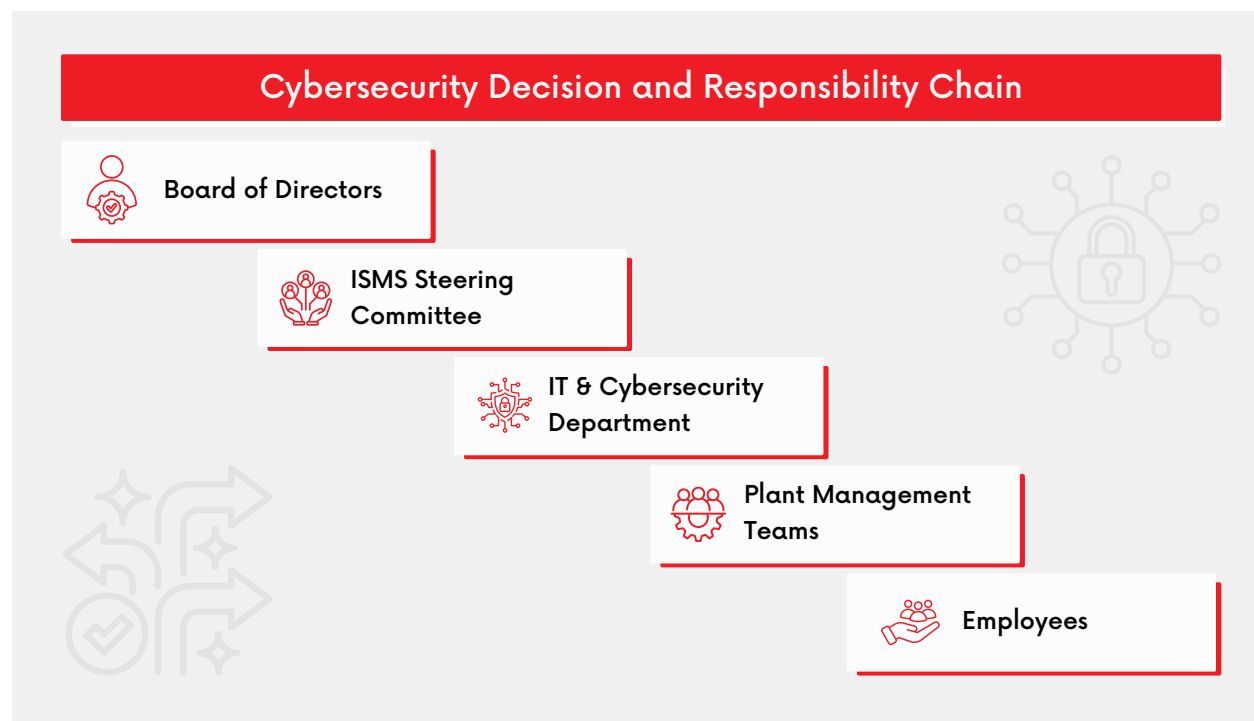 Cybersecurity Decision and Responsibility Chain
Board of Directors
ISMS Steering
Committee
IT & Cybersecurity
Department
Plant Management
Teams
Employees